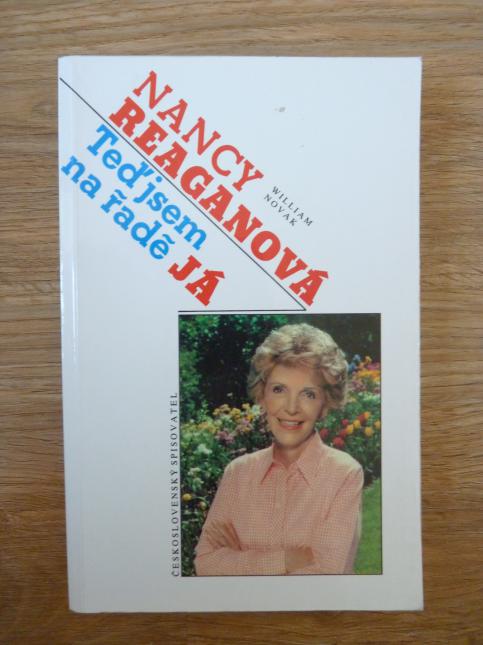 NANCY
REAGANOVÁ
WILLIAM
NOVAK
Teď jsem
na řadě JÁ
ČESKOSLOVENSKÝ SPISOVATEL